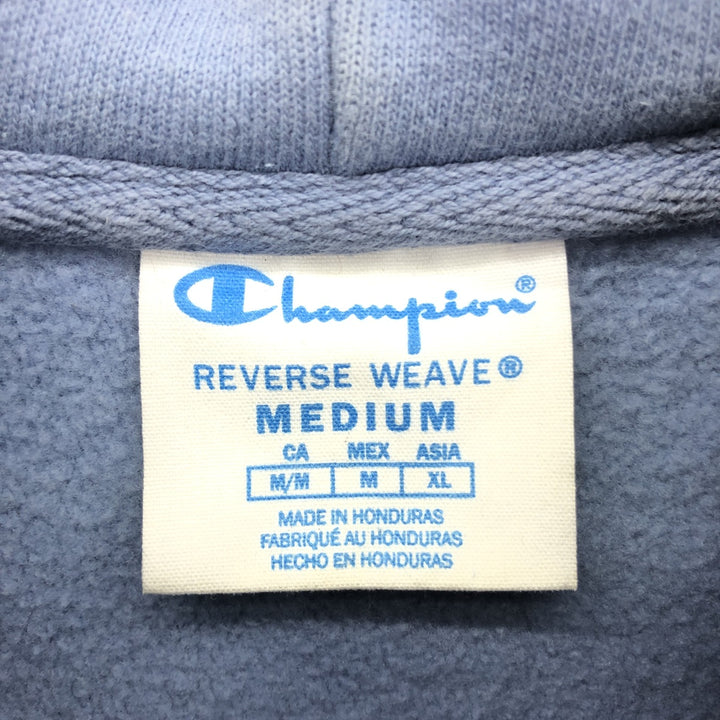 Champion®
REVERSE WEAVE®
MEDIUM
CA MEX ASIA
M/M M XL
MADE IN HONDURAS
FABRIQUÉ AU HONDURAS
HECHO EN HONDURAS